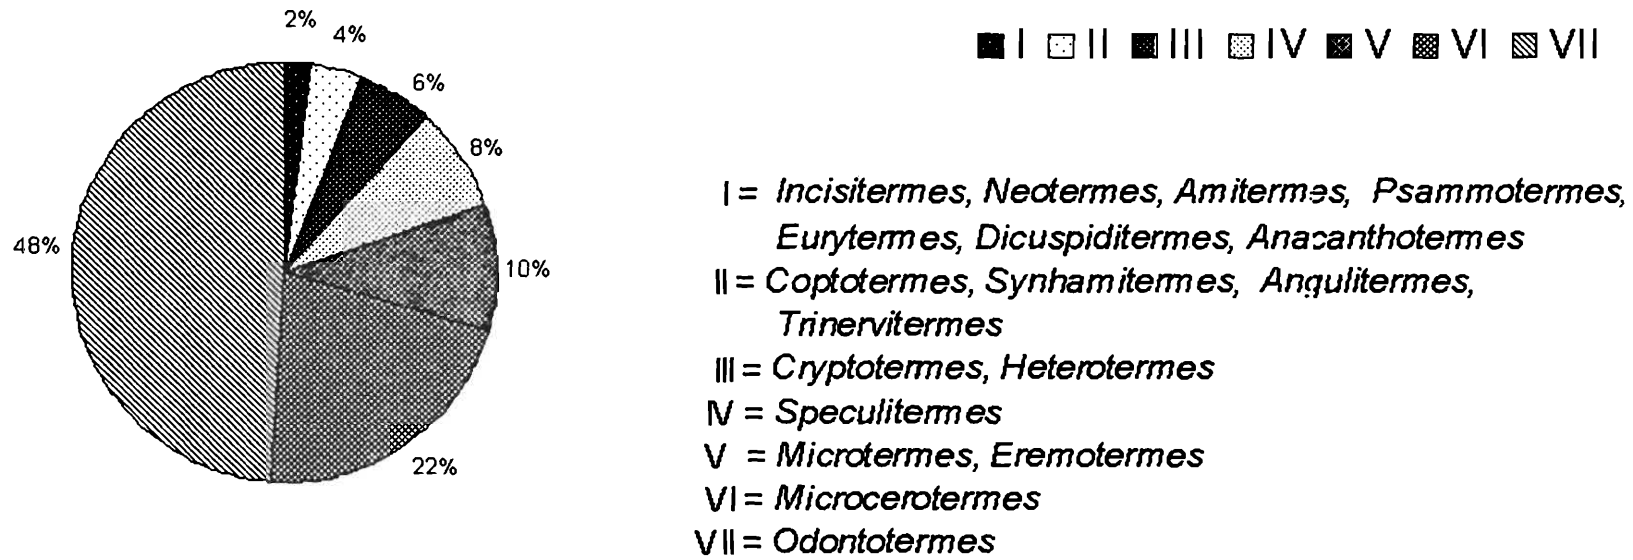 2%
4%
6%
8%
10%
22%
48%
I II III IV V VI VII
I = Incisitermes, Neotermes, Amitermes, Psammotermes,
Eurytermes, Dicuspiditermes, Anacanthotermes
II = Coptotermes, Synhamitermes, Angulitermes,
Trinervitermes
III = Cryptotermes, Heterotermes
IV = Speculitermes
V = Microtermes, Eremotermes
VI = Microcerotermes
VII = Odontotermes